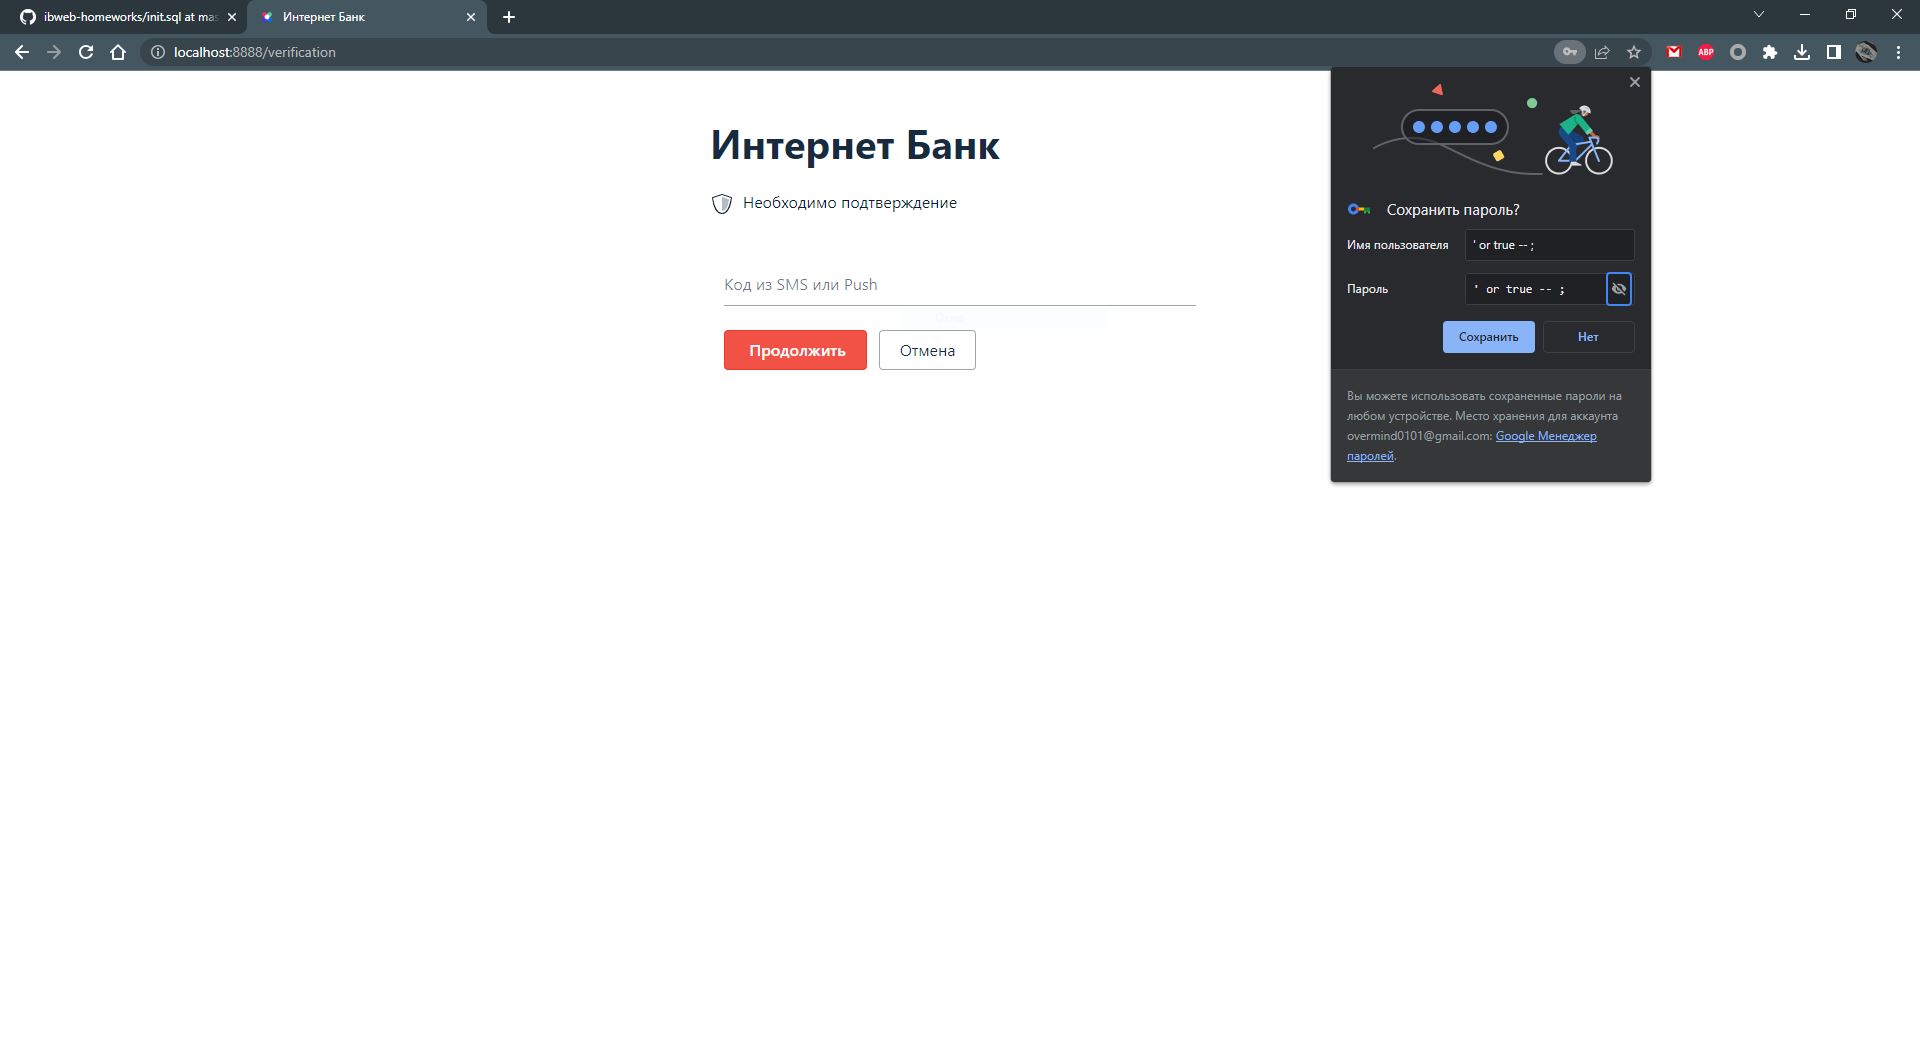 ibweb-homeworks/init.sql at mas
Интернет Банк
localhost:8888/verification
ABP
Интернет Банк
Необходимо подтверждение
Код из SMS или Push
Продолжить
Отмена
Сохранить пароль?
Имя пользователя
' or true -- ;
Пароль
' or true -- ;
Сохранить
Нет
Вы можете использовать сохраненные пароли на
любом устройстве. Место хранения для аккаунта
overmind0101@gmail.com: Google Менеджер
паролей.